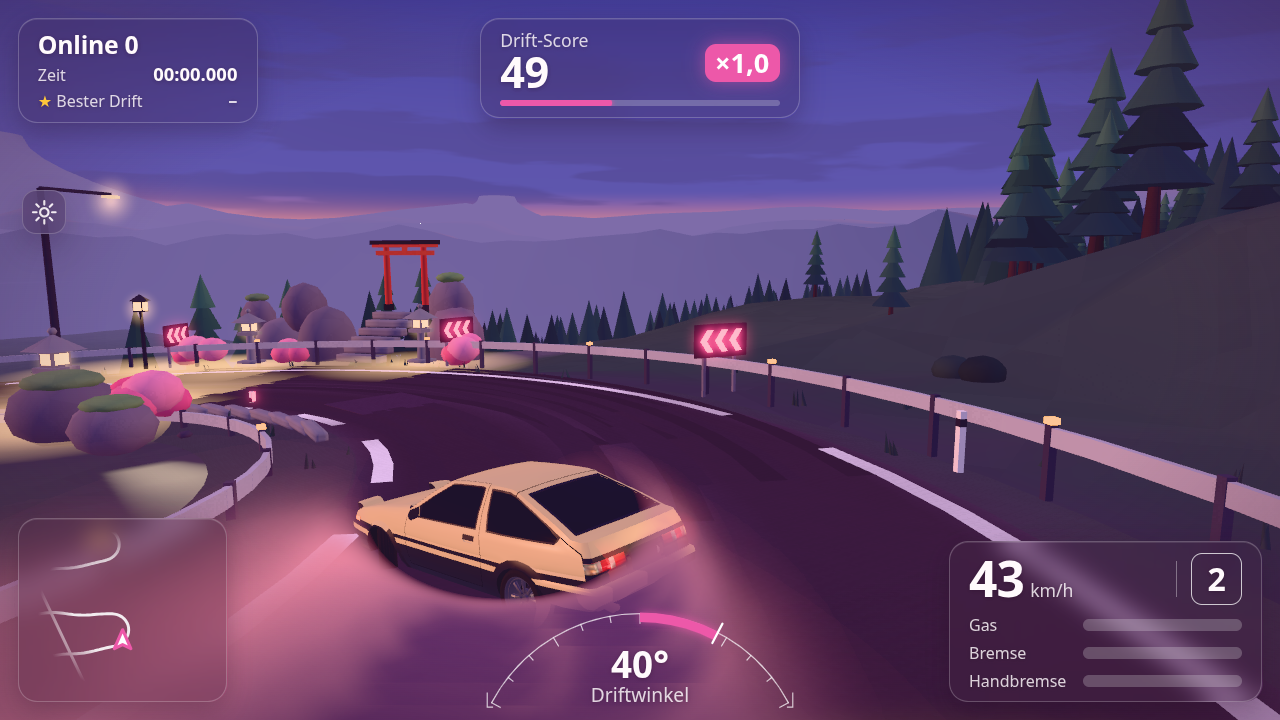 Online 0
Zeit 00:00.000
★ Bester Drift –
Drift-Score
49
×1,0
40°
Driftwinkel
43 km/h
2
Gas
Bremse
Handbremse